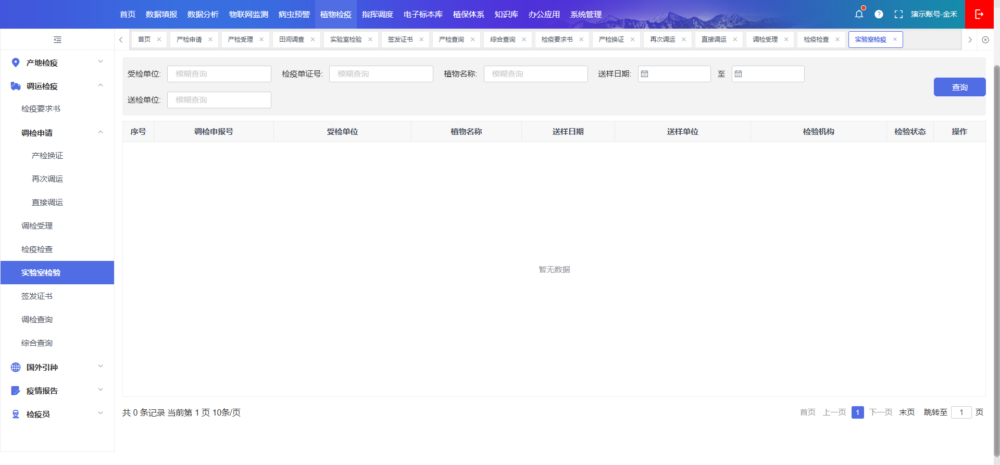 首页 数据填报 数据分析 物联网监测 病虫预警 植物检疫 指挥调度 电子标本库 植保体系 知识库 办公应用 系统管理 演示账号-金禾
首页 产检申请 产检受理 田间调查 实验室检验 签发证书 产检查询 综合查询 检疫要求书 产检换证 再次调运 直接调运 调检受理 检疫检查 实验室检疫
产地检疫
调运检疫
检疫要求书
调检申请
产检换证
再次调运
直接调运
调检受理
检疫检查
实验室检验
签发证书
调检查询
综合查询
国外引种
疫情报告
检疫员
受检单位: 模糊查询 检疫单证号: 模糊查询 植物名称: 模糊查询 送样日期: 至
送检单位: 模糊查询
查询
序号 调检申报号 受检单位 植物名称 送样日期 送样单位 检验机构 检验状态 操作
暂无数据
共 0 条记录 当前第 1 页 10条/页 首页 上一页 1 下一页 末页 跳转至 1 页